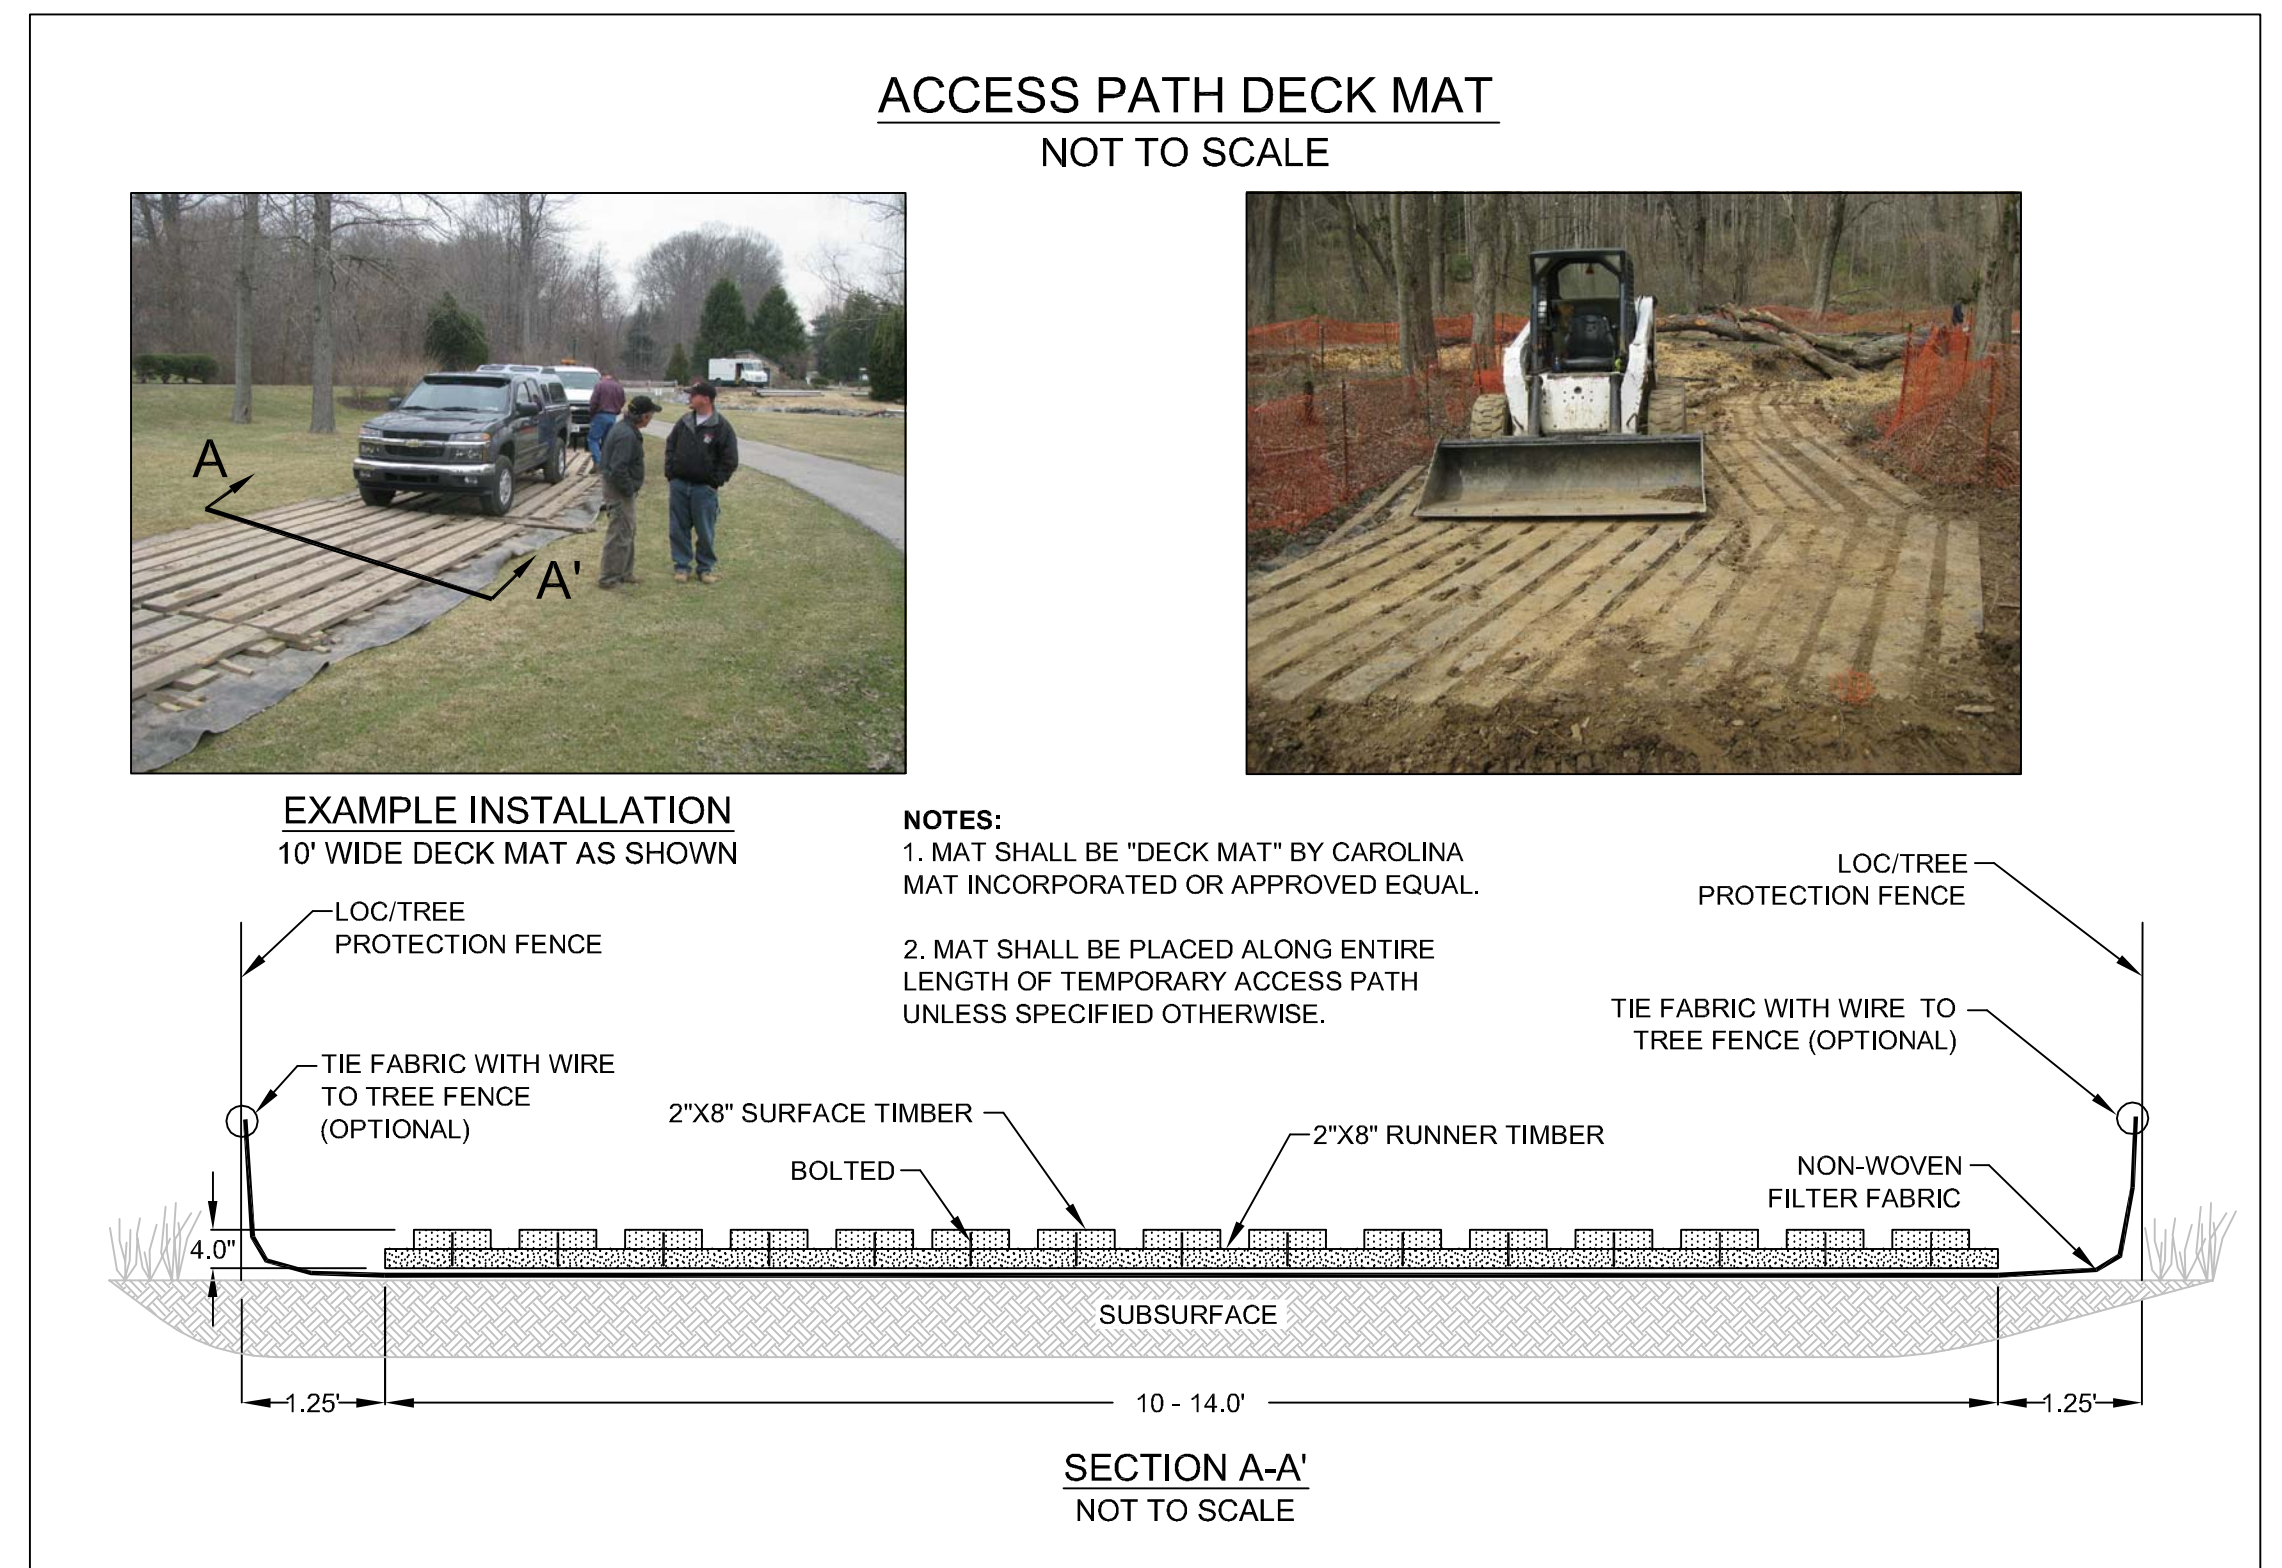 ACCESS PATH DECK MAT
NOT TO SCALE
A
A'
EXAMPLE INSTALLATION
10' WIDE DECK MAT AS SHOWN
NOTES:
1. MAT SHALL BE "DECK MAT" BY CAROLINA
MAT INCORPORATED OR APPROVED EQUAL.
2. MAT SHALL BE PLACED ALONG ENTIRE
LENGTH OF TEMPORARY ACCESS PATH
UNLESS SPECIFIED OTHERWISE.
LOC/TREE
PROTECTION FENCE
LOC/TREE
PROTECTION FENCE
TIE FABRIC WITH WIRE TO
TREE FENCE (OPTIONAL)
TIE FABRIC WITH WIRE
TO TREE FENCE
(OPTIONAL)
2"X8" SURFACE TIMBER
BOLTED
2"X8" RUNNER TIMBER
NON-WOVEN
FILTER FABRIC
4.0"
SUBSURFACE
1.25'
10 - 14.0'
1.25'
SECTION A-A'
NOT TO SCALE